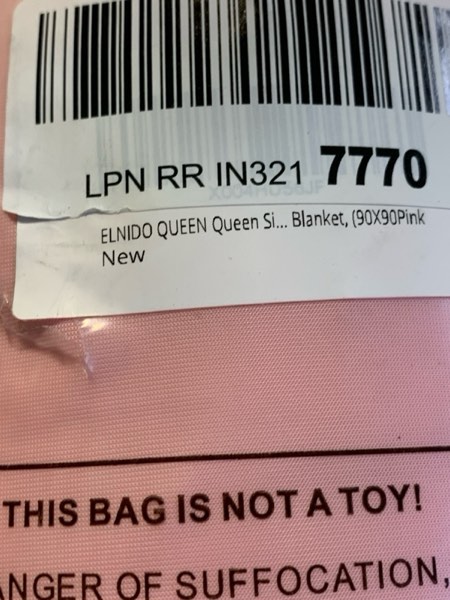 LPN RR IN321 7770
ELNIDO QUEEN Queen Si... Blanket, (90X90Pink
New
THIS BAG IS NOT A TOY!
ANGER OF SUFFOCATION,